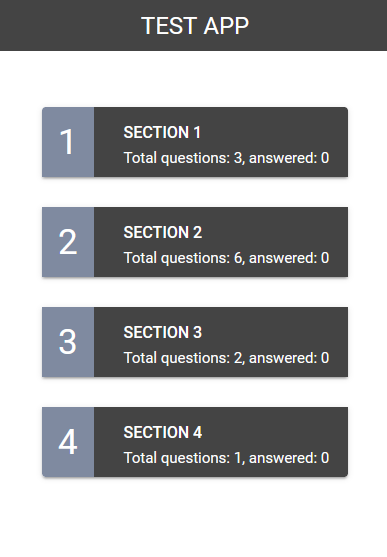 TEST APP
1
SECTION 1
Total questions: 3, answered: 0
2
SECTION 2
Total questions: 6, answered: 0
3
SECTION 3
Total questions: 2, answered: 0
4
SECTION 4
Total questions: 1, answered: 0